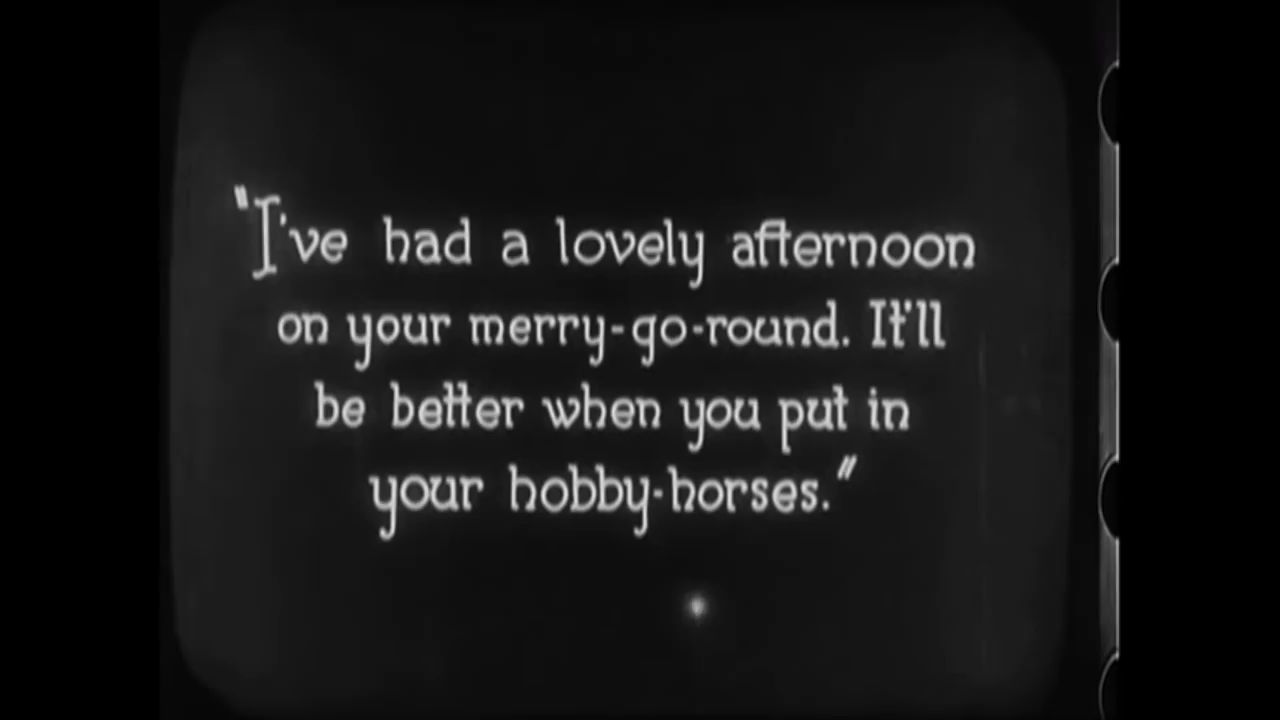 "I've had a lovely afternoon
on your merry-go-round. It'll
be better when you put in
your hobby-horses."